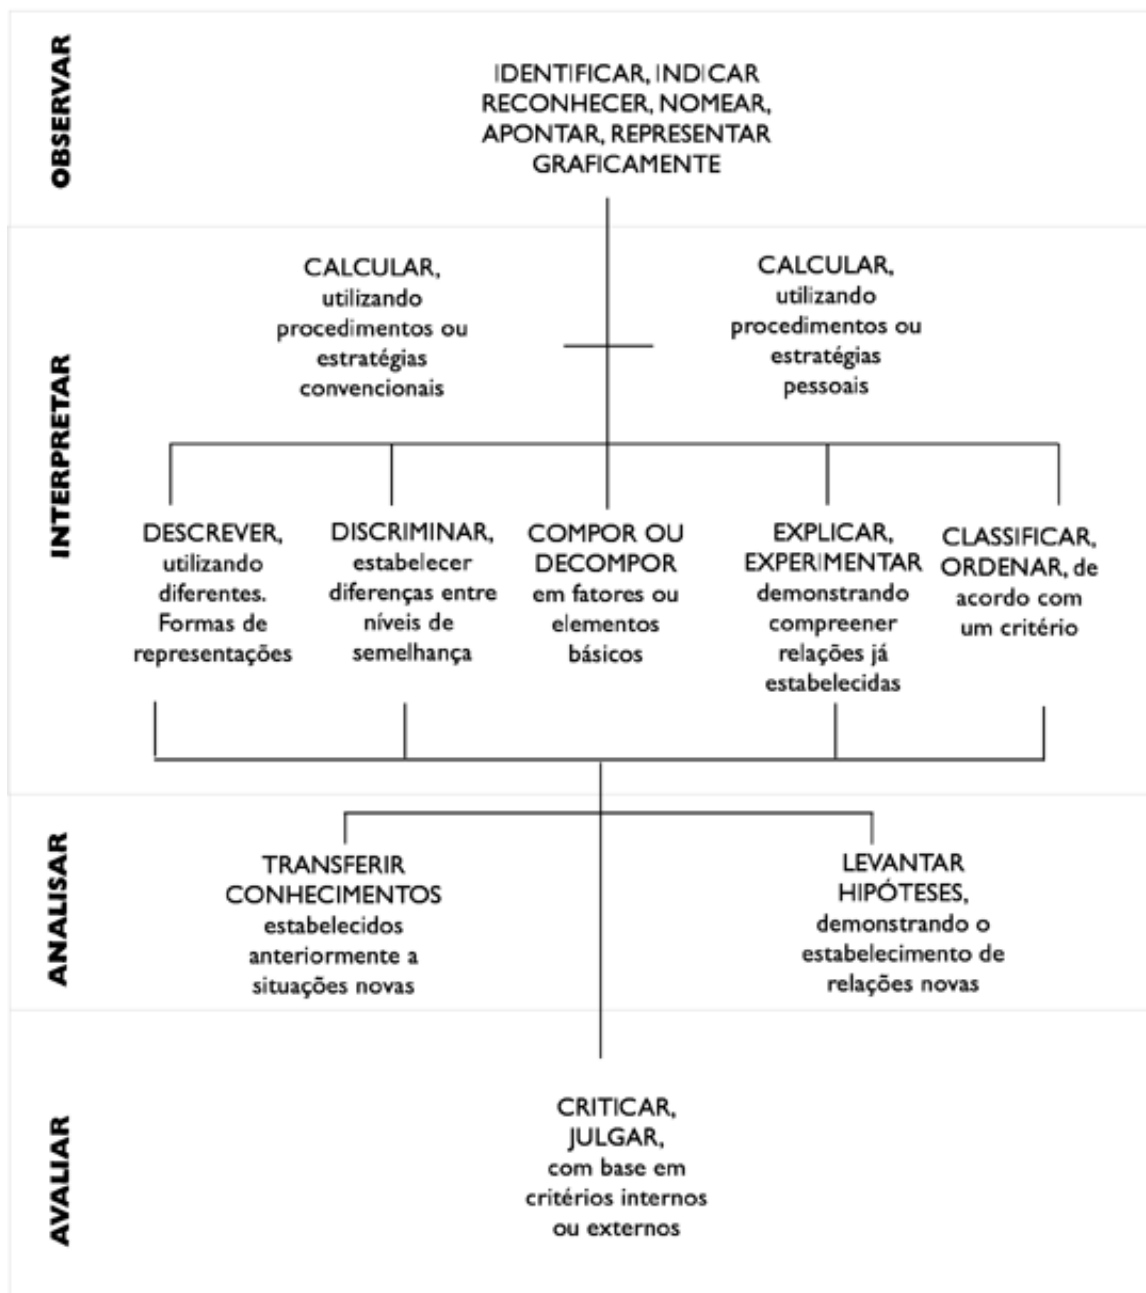 OBSERVAR
IDENTIFICAR, INDICAR
RECONHECER, NOMEAR,
APONTAR, REPRESENTAR
GRAFICAMENTE
INTERPRETAR
CALCULAR,
utilizando
procedimentos ou
estratégias
convencionais
CALCULAR,
utilizando
procedimentos ou
estratégias
pessoais
DESCREVER,
utilizando
diferentes.
Formas de
representações
DISCRIMINAR,
estabelecer
diferenças entre
níveis de
semelhança
COMPOR OU
DECOMPOR
em fatores ou
elementos
básicos
EXPLICAR,
EXPERIMENTAR
demonstrando
compreener
relações já
estabelecidas
CLASSIFICAR,
ORDENAR, de
acordo com
um critério
ANALISAR
TRANSFERIR
CONHECIMENTOS
estabelecidos
anteriormente a
situações novas
LEVANTAR
HIPÓTESES,
demonstrando o
estabelecimento de
relações novas
AVALIAR
CRITICAR,
JULGAR,
com base em
critérios internos
ou externos